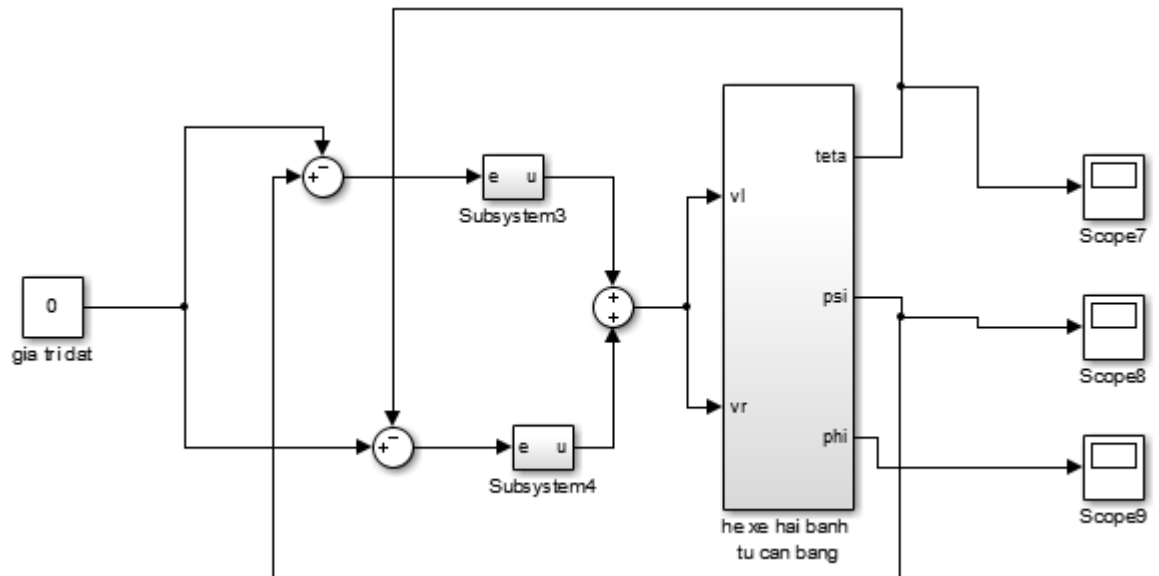 teta
−
+
e u
vl
Subsystem3
Scope7
0
+
+
psi
gia tri dat
Scope8
vr
−
+
e u
phi
Subsystem4
Scope9
he xe hai banh
tu can bang